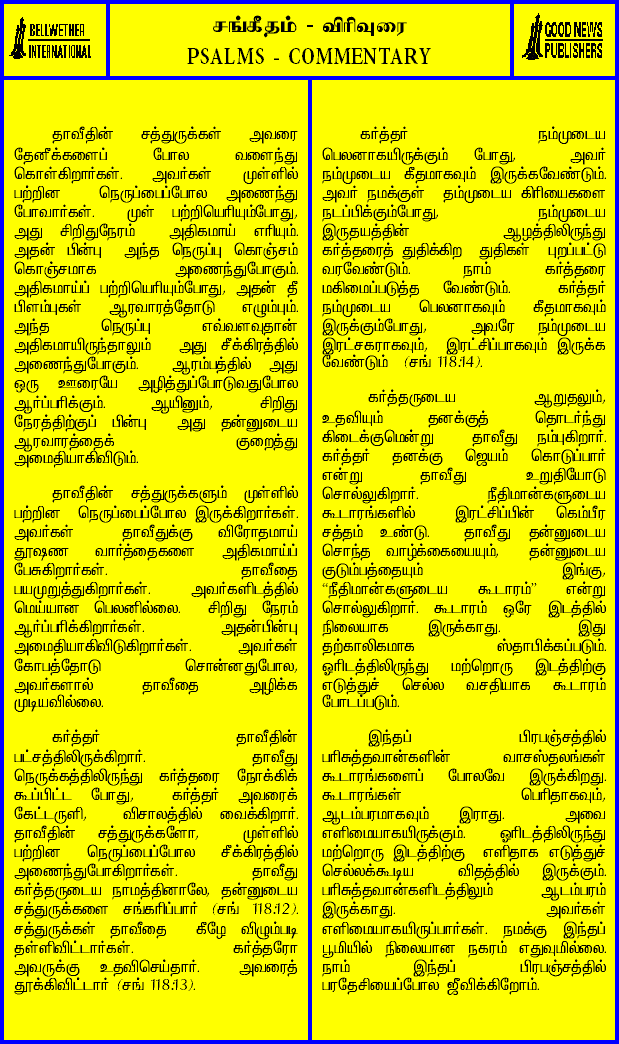 BELLWETHER
INTERNATIONAL
சங்கீதம் - விரிவுரை
PSALMS - COMMENTARY
GOOD NEWS
PUBLISHERS
தாவீதின் சத்துருக்கள் அவரை
தேனீக்களைப் போல வளைந்து
கொள்கிறார்கள். அவர்கள் முள்ளில்
பற்றின நெருப்பைப்போல அணைந்து
போவார்கள். முள் பற்றியெரியும்போது,
அது சிறிதுநேரம் அதிகமாய் எரியும்.
அதன் பின்பு அந்த நெருப்பு கொஞ்சம்
கொஞ்சமாக அணைந்துபோகும்.
அதிகமாய்ப் பற்றியெரியும்போது, அதன் தீ
பிளம்புகள் ஆரவாரத்தோடு எழும்பும்.
அந்த நெருப்பு எவ்வளவுதான்
அதிகமாயிருந்தாலும் அது சீக்கிரத்தில்
அணைந்துபோகும். ஆரம்பத்தில் அது
ஒரு ஊரையே அழித்துப்போடுவதுபோல
ஆர்ப்பரிக்கும். ஆயினும், சிறிது
நேரத்திற்குப் பின்பு அது தன்னுடைய
ஆரவாரத்தைக் குறைத்து
அமைதியாகிவிடும்.
தாவீதின் சத்துருக்களும் முள்ளில்
பற்றின நெருப்பைப்போல இருக்கிறார்கள்.
அவர்கள் தாவீதுக்கு விரோதமாய்
தூஷண வார்த்தைகளை அதிகமாய்ப்
பேசுகிறார்கள். தாவீதை
பயமுறுத்துகிறார்கள். அவர்களிடத்தில்
மெய்யான பெலனில்லை. சிறிது நேரம்
ஆர்ப்பரிக்கிறார்கள். அதன்பின்பு
அமைதியாகிவிடுகிறார்கள். அவர்கள்
கோபத்தோடு சொன்னதுபோல,
அவர்களால் தாவீதை அழிக்க
முடியவில்லை.
கர்த்தர் தாவீதின்
பட்சத்திலிருக்கிறார். தாவீது
நெருக்கத்திலிருந்து கர்த்தரை நோக்கிக்
கூப்பிட்ட போது, கர்த்தர் அவரைக்
கேட்டருளி, விசாலத்தில் வைக்கிறார்.
தாவீதின் சத்துருக்களோ, முள்ளில்
பற்றின நெருப்பைப்போல சீக்கிரத்தில்
அணைந்துபோகிறார்கள். தாவீது
கர்த்தருடைய நாமத்தினாலே, தன்னுடைய
சத்துருக்களை சங்கரிப்பார் (சங் 118:12).
சத்துருக்கள் தாவீதை கீழே விழும்படி
தள்ளிவிட்டார்கள். கர்த்தரோ
அவருக்கு உதவிசெய்தார். அவரைத்
தூக்கிவிட்டார் (சங் 118:13).
கர்த்தர் நம்முடைய
பெலனாகயிருக்கும் போது, அவர்
நம்முடைய கீதமாகவும் இருக்கவேண்டும்.
அவர் நமக்குள் தம்முடைய கிரியைகளை
நடப்பிக்கும்போது, நம்முடைய
இருதயத்தின் ஆழத்திலிருந்து
கர்த்தரைத் துதிக்கிற துதிகள் புறப்பட்டு
வரவேண்டும். நாம் கர்த்தரை
மகிமைப்படுத்த வேண்டும். கர்த்தர்
நம்முடைய பெலனாகவும் கீதமாகவும்
இருக்கும்போது, அவரே நம்முடைய
இரட்சகராகவும், இரட்சிப்பாகவும் இருக்க
வேண்டும் (சங் 118:14).
கர்த்தருடைய ஆறுதலும்,
உதவியும் தனக்குத் தொடர்ந்து
கிடைக்குமென்று தாவீது நம்புகிறார்.
கர்த்தர் தனக்கு ஜெயம் கொடுப்பார்
என்று தாவீது உறுதியோடு
சொல்லுகிறார். நீதிமான்களுடைய
கூடாரங்களில் இரட்சிப்பின் கெம்பீர
சத்தம் உண்டு. தாவீது தன்னுடைய
சொந்த வாழ்க்கையையும், தன்னுடைய
குடும்பத்தையும் இங்கு,
“நீதிமான்களுடைய கூடாரம்” என்று
சொல்லுகிறார். கூடாரம் ஒரே இடத்தில்
நிலையாக இருக்காது. இது
தற்காலிகமாக ஸ்தாபிக்கப்படும்.
ஓரிடத்திலிருந்து மற்றொரு இடத்திற்கு
எடுத்துச் செல்ல வசதியாக கூடாரம்
போடப்படும்.
இந்தப் பிரபஞ்சத்தில்
பரிசுத்தவான்களின் வாசஸ்தலங்கள்
கூடாரங்களைப் போலவே இருக்கிறது.
கூடாரங்கள் பெரிதாகவும்,
ஆடம்பரமாகவும் இராது. அவை
எளிமையாகயிருக்கும். ஓரிடத்திலிருந்து
மற்றொரு இடத்திற்கு எளிதாக எடுத்துச்
செல்லக்கூடிய விதத்தில் இருக்கும்.
பரிசுத்தவான்களிடத்திலும் ஆடம்பரம்
இருக்காது. அவர்கள்
எளிமையாகயிருப்பார்கள். நமக்கு இந்தப்
பூமியில் நிலையான நகரம் எதுவுமில்லை.
நாம் இந்தப் பிரபஞ்சத்தில்
பரதேசியைப்போல ஜீவிக்கிறோம்.